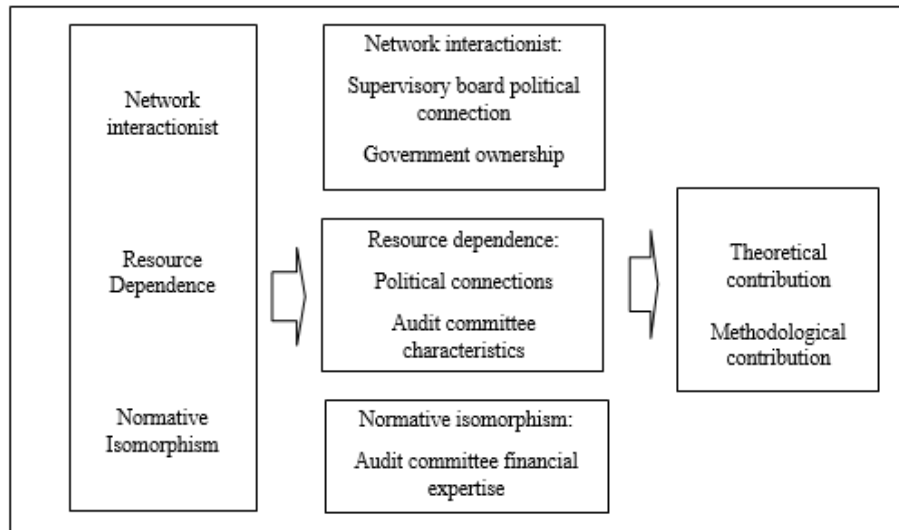 Network
interactionist
Resource
Dependence
Normative
Isomorphism
Network interactionist:
Supervisory board political
connection
Government ownership
Resource dependence:
Political connections
Audit committee
characteristics
Normative isomorphism:
Audit committee financial
expertise
Theoretical
contribution
Methodological
contribution